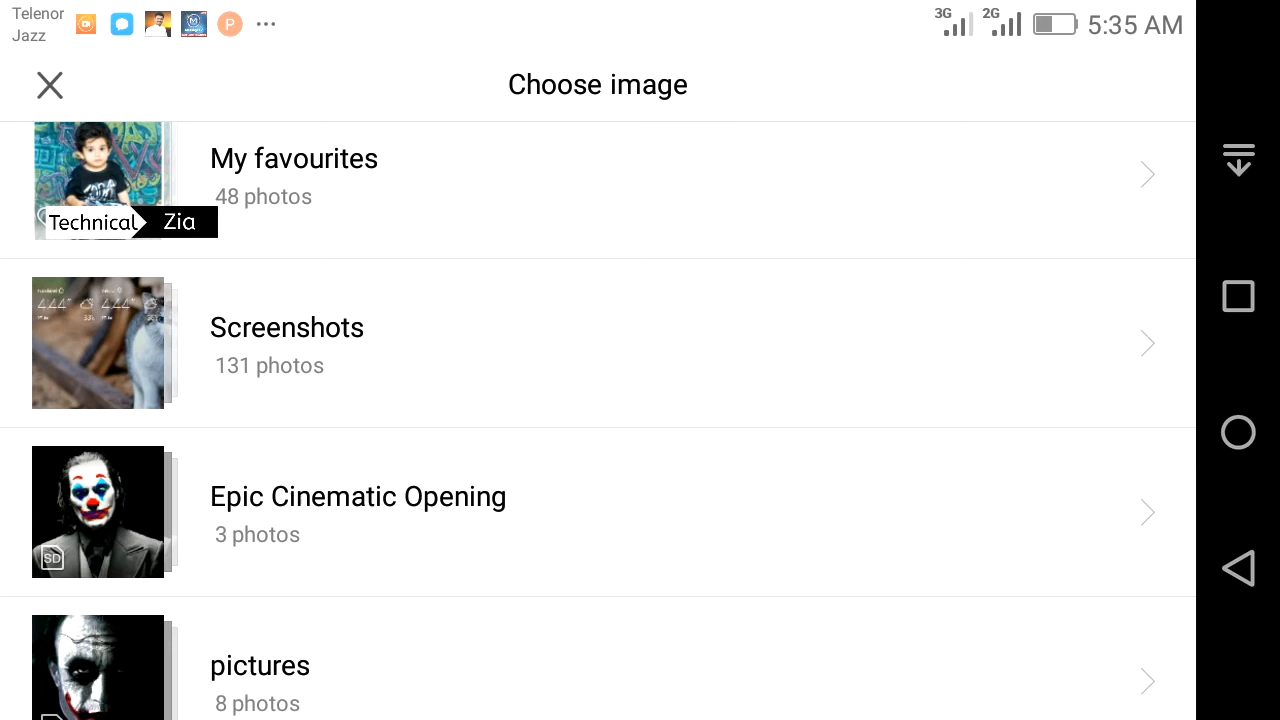 Telenor
Jazz
3G
2G
5:35 AM
Choose image
My favourites
48 photos
Technical Zia
Screenshots
131 photos
Epic Cinematic Opening
3 photos
SD
pictures
8 photos